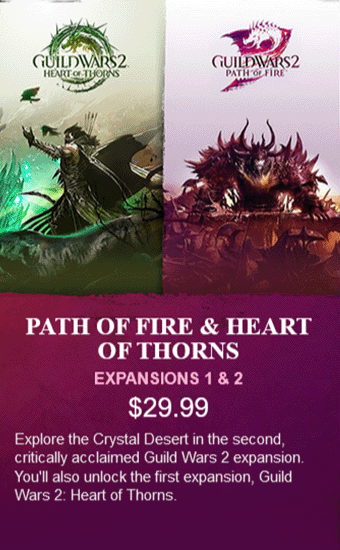 GUILD WARS 2
HEART OF THORNS
GUILD WARS 2
PATH OF FIRE
PATH OF FIRE & HEART
OF THORNS
EXPANSIONS 1 & 2
$29.99
Explore the Crystal Desert in the second,
critically acclaimed Guild Wars 2 expansion.
You'll also unlock the first expansion, Guild
Wars 2: Heart of Thorns.